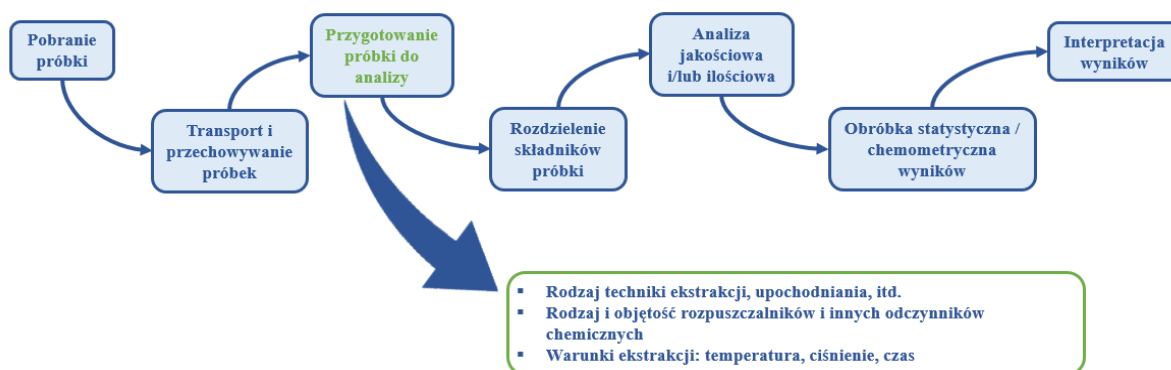 Pobranie
próbki
Transport i
przechowywanie
próbek
Przygotowanie
próbki do
analizy
Rozdzielenie
składników
próbki
Analiza
jakościowa
i/lub ilościowa
Obróbka statystyczna /
chemometryczna
wyników
Interpretacja
wyników
▪ Rodzaj techniki ekstrakcji, upochodniania, itd.
▪ Rodzaj i objętość rozpuszczalników i innych odczynników
chemicznych
▪ Warunki ekstrakcji: temperatura, ciśnienie, czas